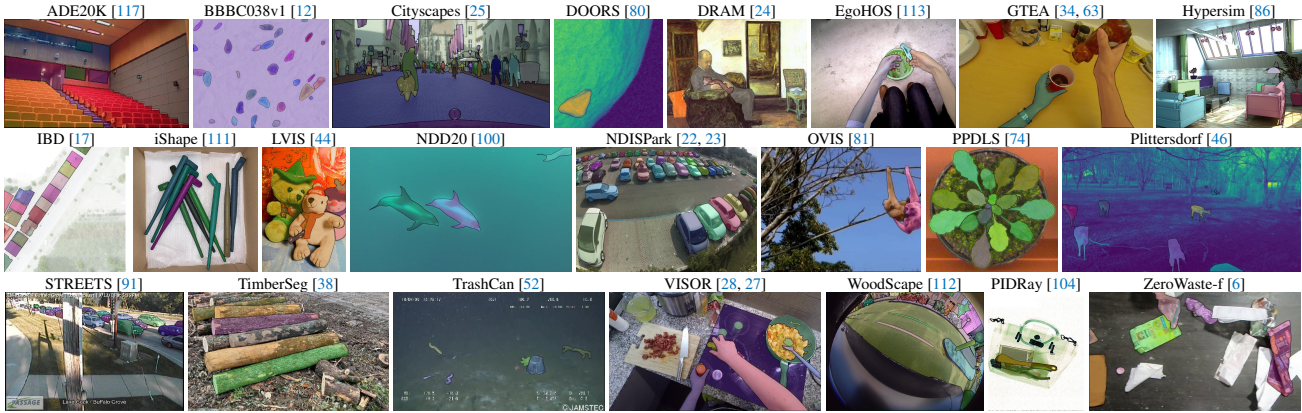 ADE20K [117]
BBBC038v1 [12]
Cityscapes [25]
DOORS [80]
DRAM [24]
EgoHOS [113]
GTEA [34, 63]
Hypersim [86]
IBD [17]
iShape [111]
LVIS [44]
NDD20 [100]
NDISPark [22, 23]
OVIS [81]
PPDLS [74]
Plittersdorf [46]
STREETS [91]
TimberSeg [38]
TrashCan [52]
VISOR [28, 27]
WoodScape [112]
PIDRay [104]
ZeroWaste-f [6]
PASSAGE
©JAMSTEC